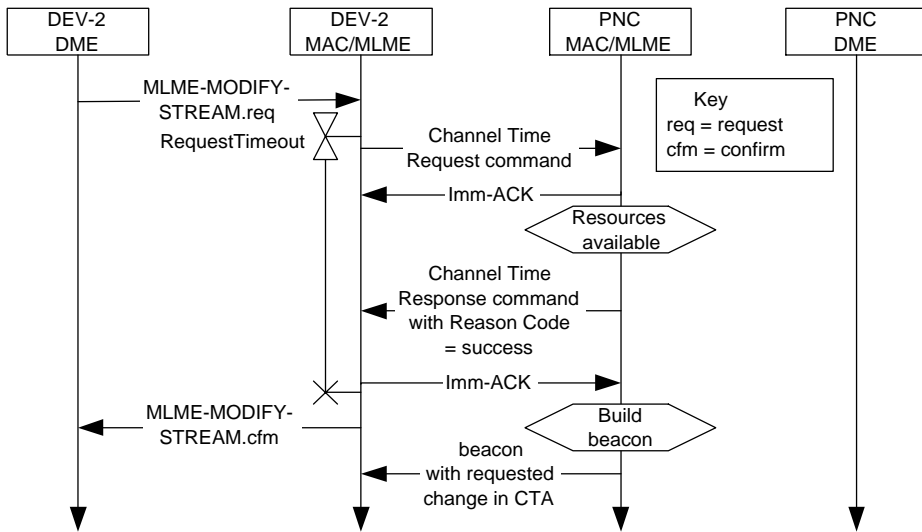 DEV-2
DME
DEV-2
MAC/MLME
PNC
MAC/MLME
PNC
DME
MLME-MODIFY-
STREAM.req
Key
req = request
cfm = confirm
RequestTimeout
Channel Time
Request command
Imm-ACK
Resources
available
Channel Time
Response command
with Reason Code
= success
Imm-ACK
MLME-MODIFY-
STREAM.cfm
Build
beacon
beacon
with requested
change in CTA